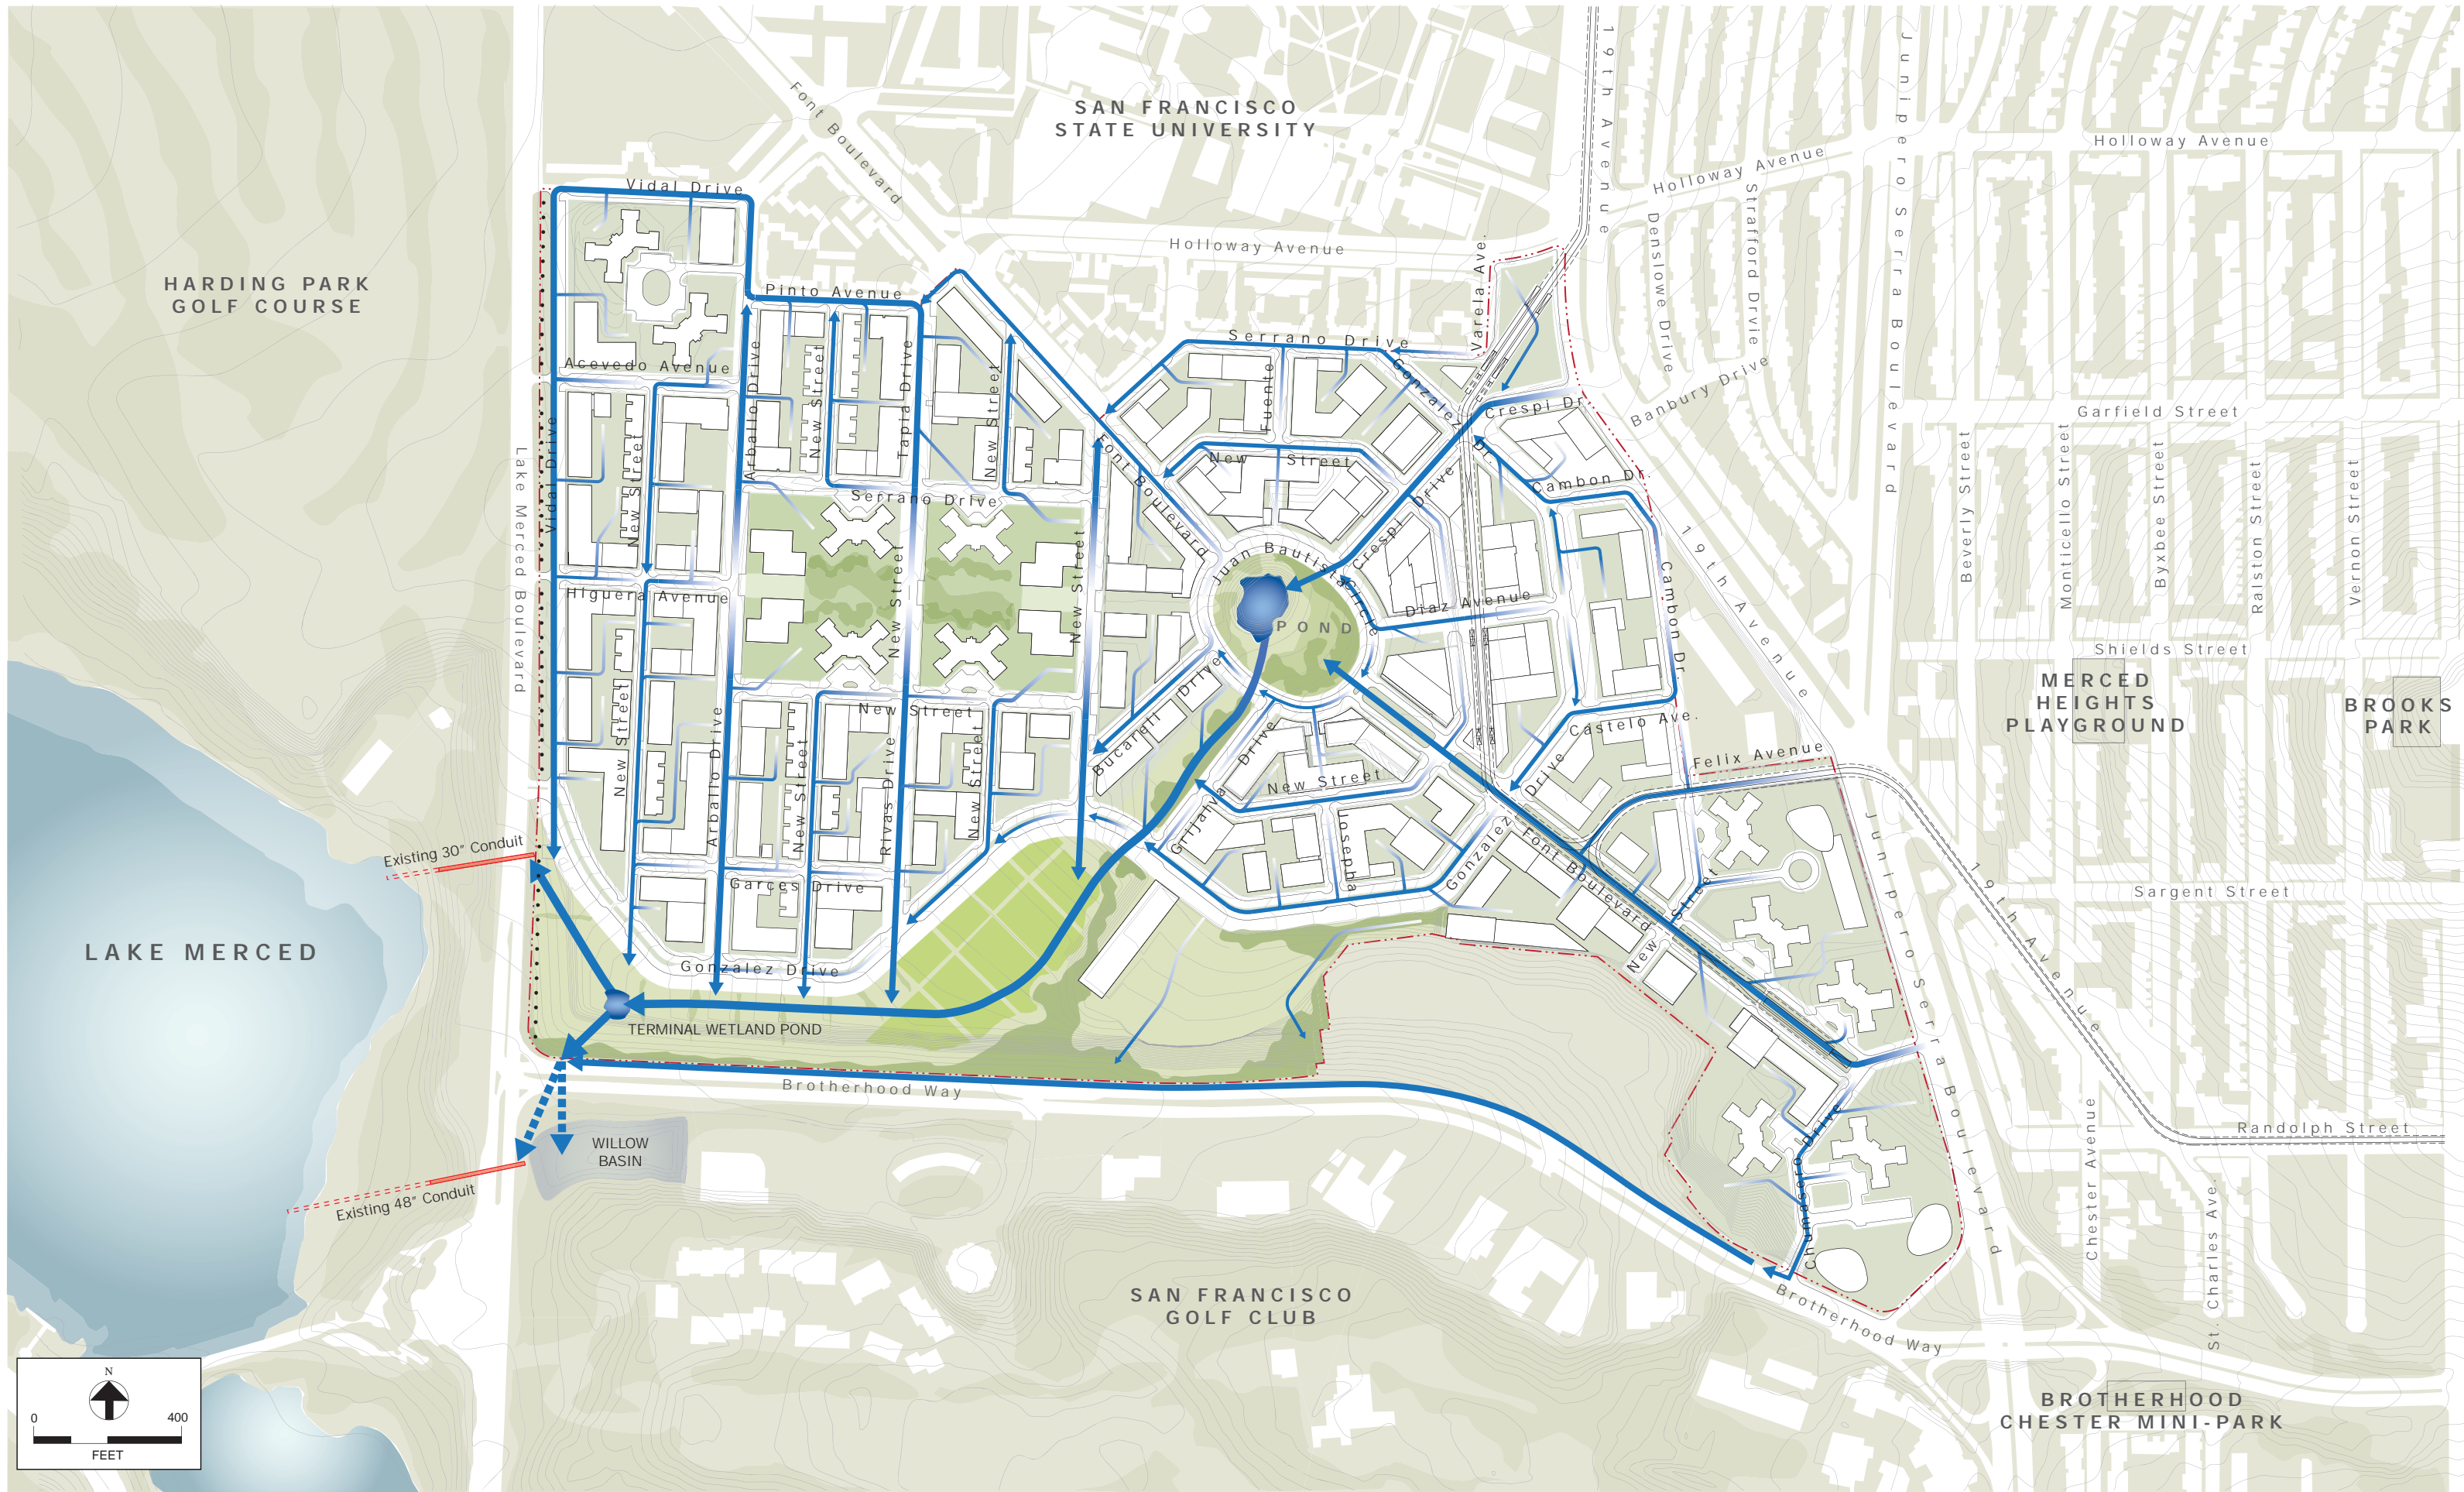 SAN FRANCISCO
STATE UNIVERSITY
Font Boulevard
19th Avenue
Junipero Serra Boulevard
Holloway Avenue
Holloway Avenue
Holloway Avenue
Denslowe Drive
Strafford Drvie
Banbury Drive
Varela Ave.
HARDING PARK
GOLF COURSE
Vidal Drive
Pinto Avenue
Acevedo Avenue
Arballo Drive
New Street
Tapia Drive
New Street
Serrano Drive
Fuente
Gonzalez Dr.
Crespi Dr.
Cambon Dr.
Garfield Street
Beverly Street
Monticello Street
Byxbee Street
Ralston Street
Vernon Street
Lake Merced Boulevard
Vidal Drive
New Street
Serrano Drive
Font Boulevard
New Street
Crespi Drive
19th Avenue
Cambon Dr.
Higuera Avenue
New Street
New Street
Juan Bautista Circle
POND
Diaz Avenue
Shields Street
MERCED
HEIGHTS
PLAYGROUND
BROOKS
PARK
New Street
Arballo Drive
New Street
New Street
Rivas Drive
New Street
Bucareli Drive
Grijalva Drive
New Street
Josepha
Gonzalez Drive
Castelo Ave.
Felix Avenue
Font Boulevard
New Street
Junipero Serra Boulevard
19th Avenue
Sargent Street
Existing 30" Conduit
LAKE MERCED
Garces Drive
Gonzalez Drive
TERMINAL WETLAND POND
Brotherhood Way
WILLOW
BASIN
Existing 48" Conduit
Chumasero Drive
Randolph Street
Chester Avenue
St. Charles Ave.
SAN FRANCISCO
GOLF CLUB
Brotherhood Way
BROTHERHOOD
CHESTER MINI-PARK
N
0 400
FEET